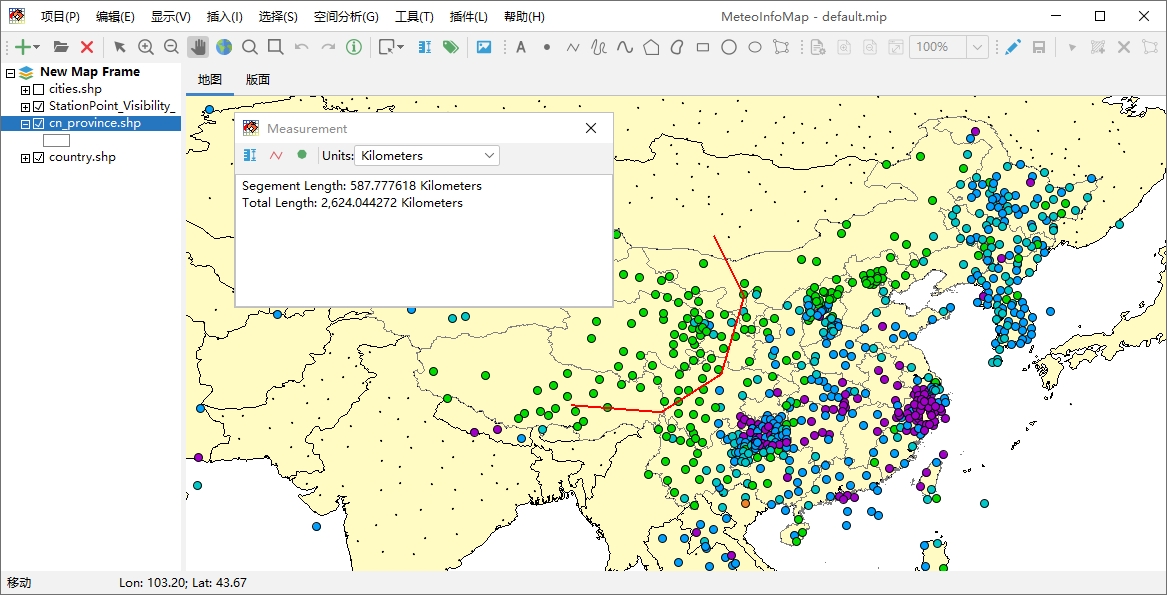 项目(P) 编辑(E) 显示(V) 插入(I) 选择(S) 空间分析(G) 工具(T) 插件(L) 帮助(H) MeteoInfoMap - default.mip
A 100%
New Map Frame
cities.shp
StationPoint_Visibility_
cn_province.shp
country.shp
地图 版面
Measurement
Units: Kilometers
Segement Length: 587.777618 Kilometers
Total Length: 2,624.044272 Kilometers
移动 Lon: 103.20; Lat: 43.67